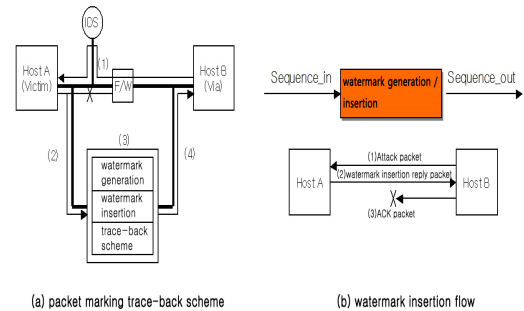 IDS
(1)
Host A
(Victim)
F/W
Host B
(Via)
(2)
(3)
(4)
watermark
generation
watermark
insertion
trace-back
scheme
(a) packet marking trace-back scheme
Sequence_in
watermark generation /
insertion
Sequence_out
Host A
(1)Attack packet
(2)watermark insertion reply packet
(3)ACK packet
Host B
(b) watermark insertion flow